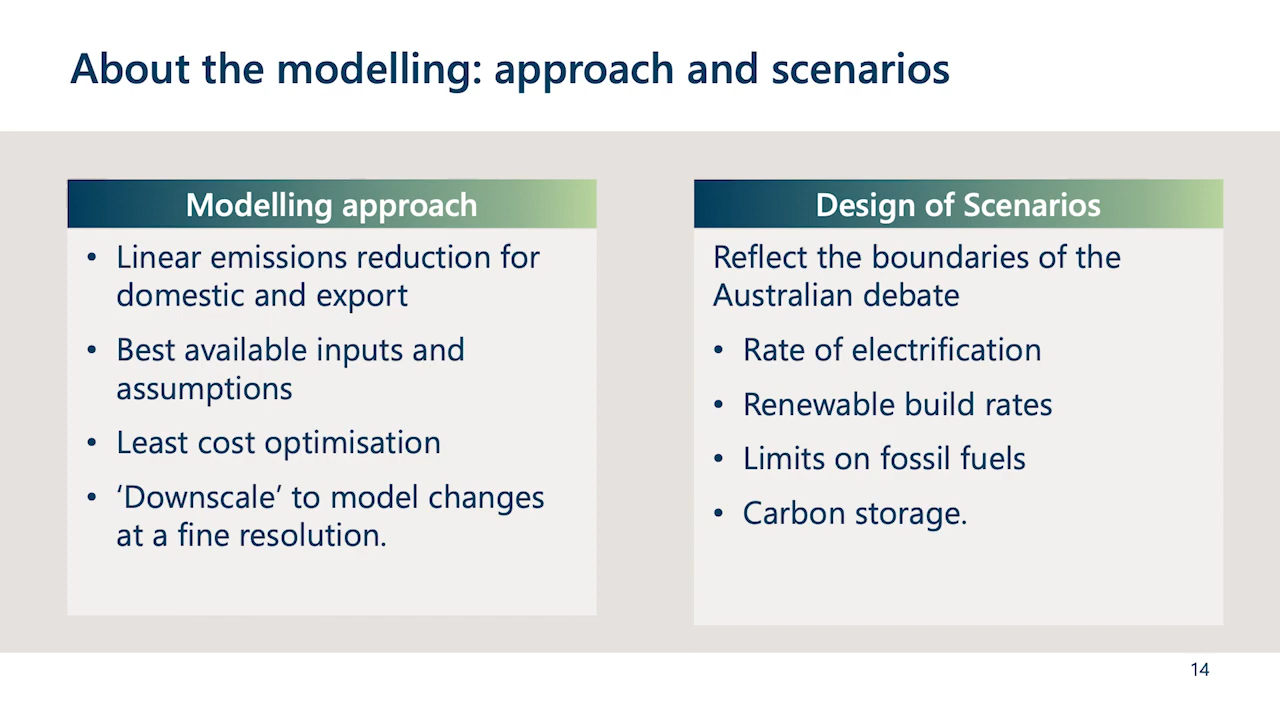 About the modelling: approach and scenarios
Modelling approach
• Linear emissions reduction for
domestic and export
• Best available inputs and
assumptions
• Least cost optimisation
• ‘Downscale’ to model changes
at a fine resolution.
Design of Scenarios
Reflect the boundaries of the
Australian debate
• Rate of electrification
• Renewable build rates
• Limits on fossil fuels
• Carbon storage.
14